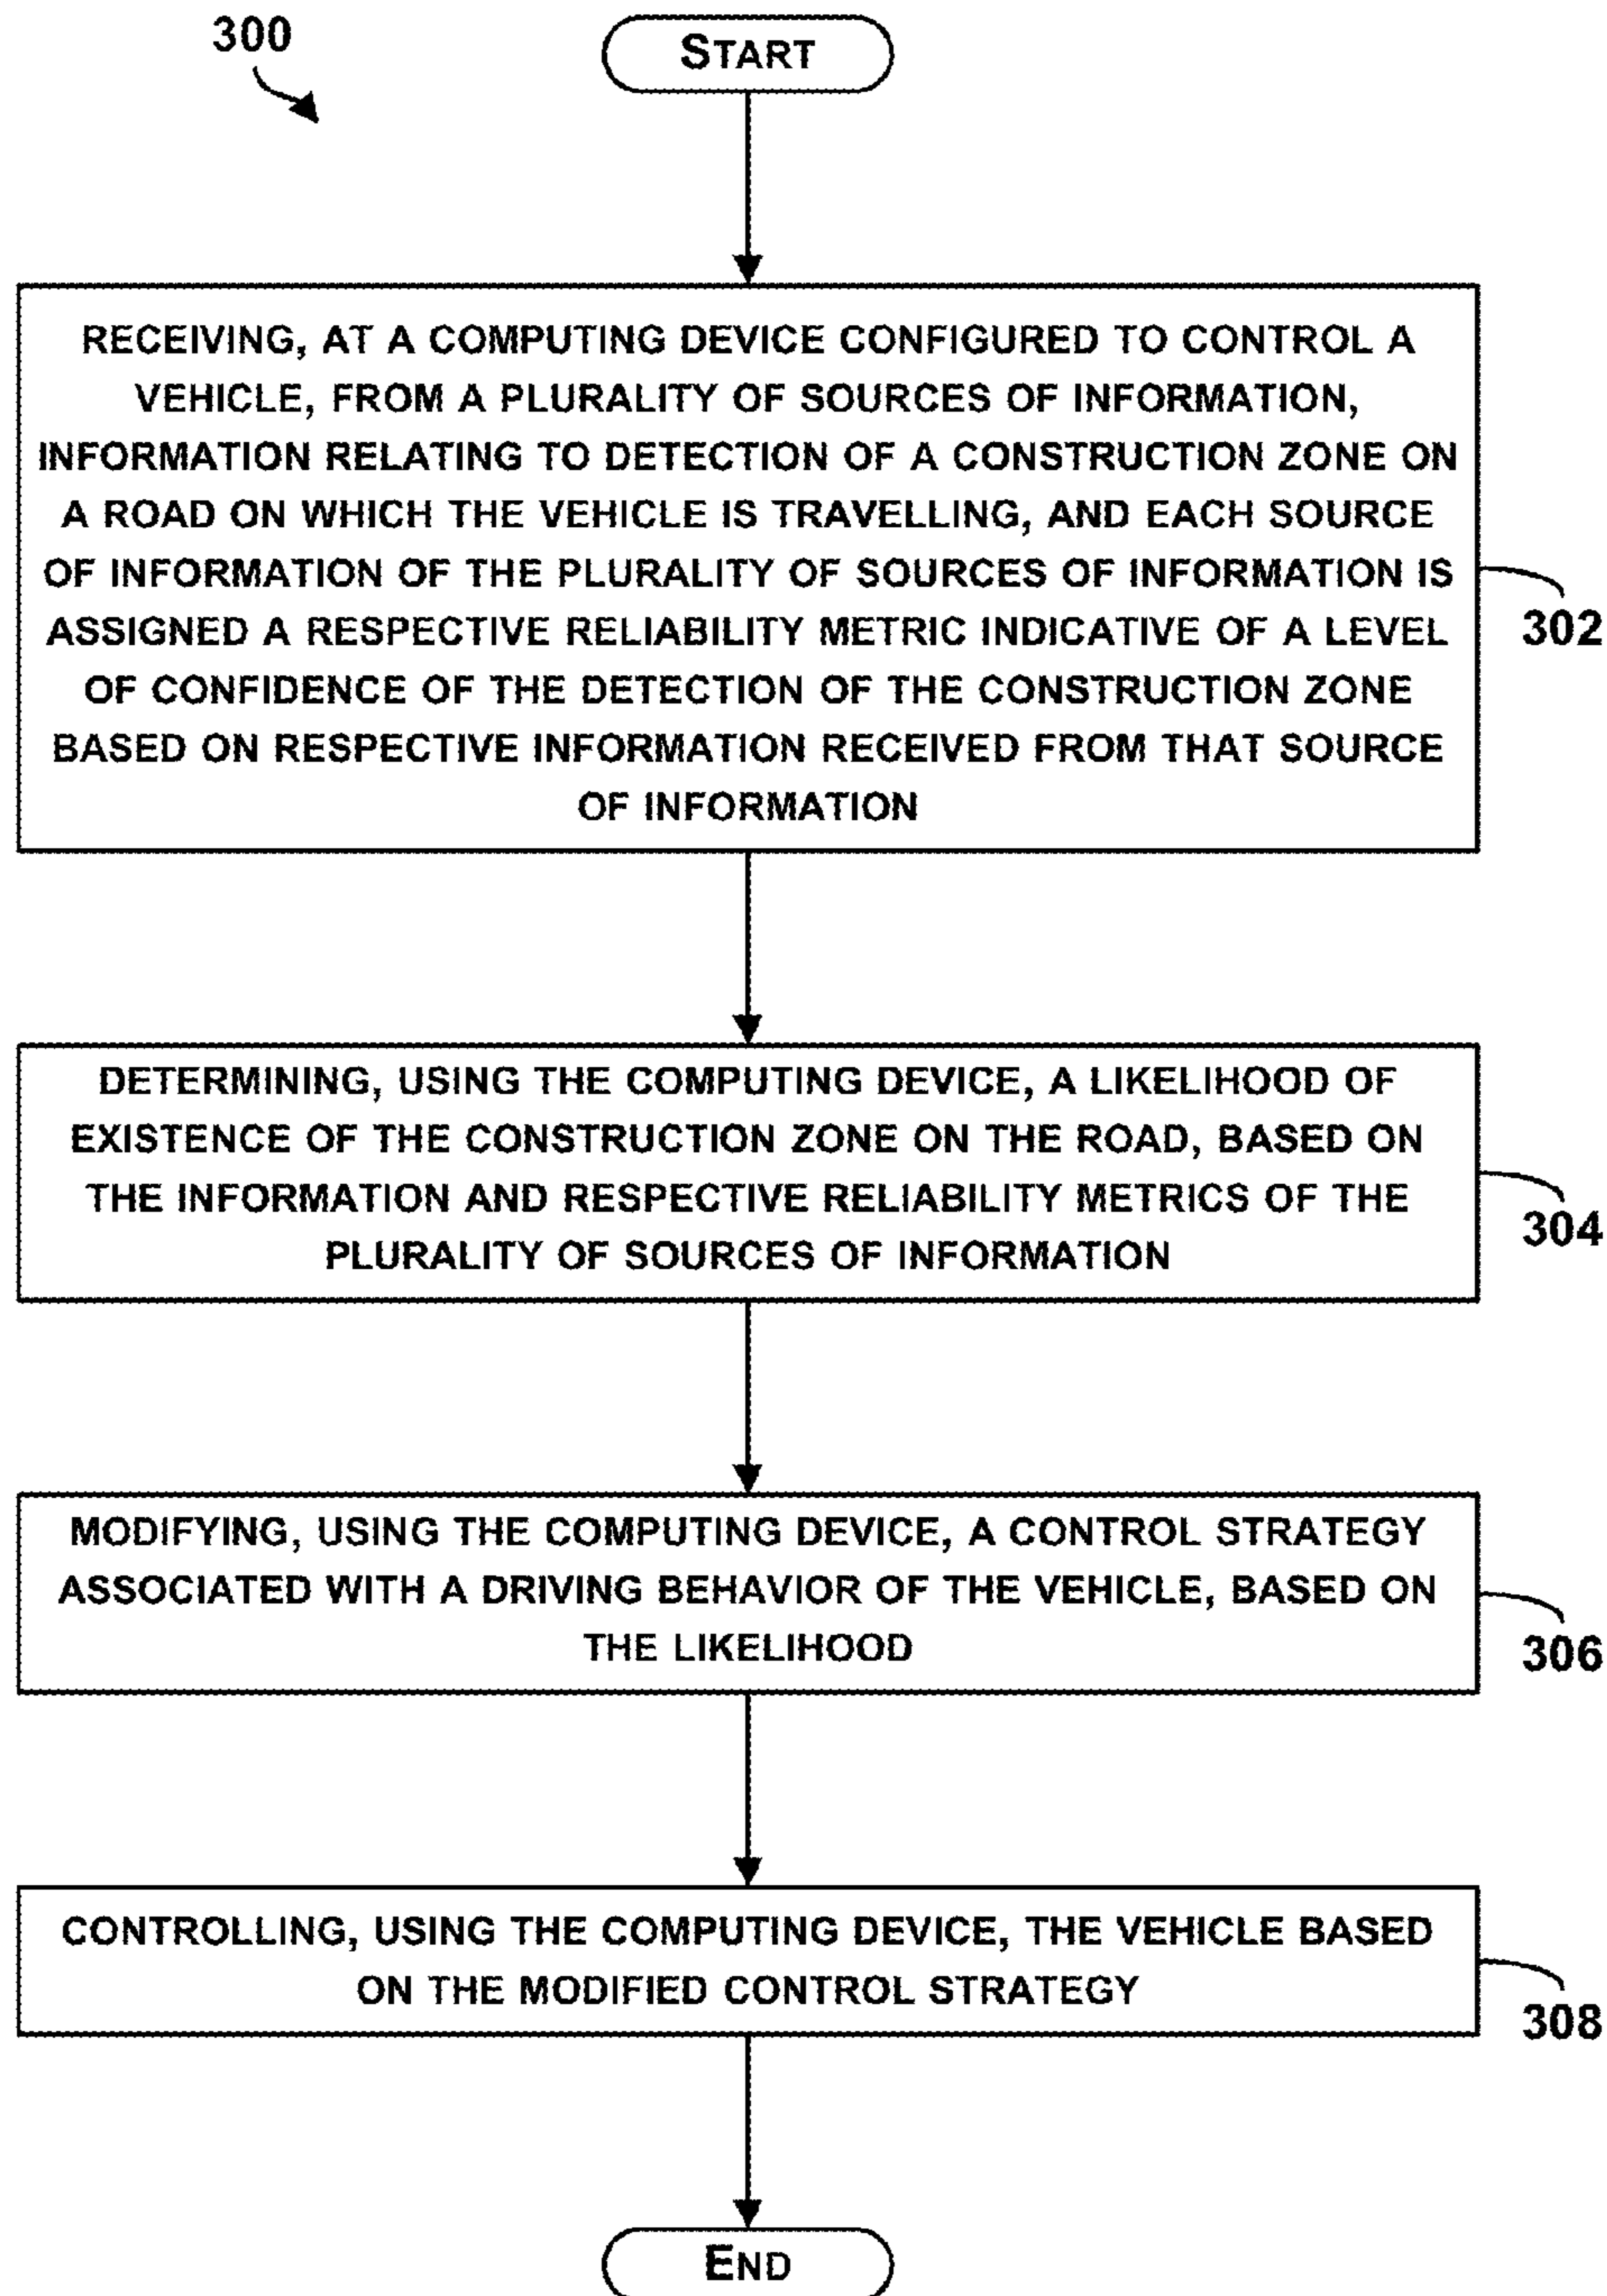 300
START
RECEIVING, AT A COMPUTING DEVICE CONFIGURED TO CONTROL A
VEHICLE, FROM A PLURALITY OF SOURCES OF INFORMATION,
INFORMATION RELATING TO DETECTION OF A CONSTRUCTION ZONE ON
A ROAD ON WHICH THE VEHICLE IS TRAVELLING, AND EACH SOURCE
OF INFORMATION OF THE PLURALITY OF SOURCES OF INFORMATION IS
ASSIGNED A RESPECTIVE RELIABILITY METRIC INDICATIVE OF A LEVEL
OF CONFIDENCE OF THE DETECTION OF THE CONSTRUCTION ZONE
BASED ON RESPECTIVE INFORMATION RECEIVED FROM THAT SOURCE
OF INFORMATION
302
DETERMINING, USING THE COMPUTING DEVICE, A LIKELIHOOD OF
EXISTENCE OF THE CONSTRUCTION ZONE ON THE ROAD, BASED ON
THE INFORMATION AND RESPECTIVE RELIABILITY METRICS OF THE
PLURALITY OF SOURCES OF INFORMATION
304
MODIFYING, USING THE COMPUTING DEVICE, A CONTROL STRATEGY
ASSOCIATED WITH A DRIVING BEHAVIOR OF THE VEHICLE, BASED ON
THE LIKELIHOOD
306
CONTROLLING, USING THE COMPUTING DEVICE, THE VEHICLE BASED
ON THE MODIFIED CONTROL STRATEGY
308
END